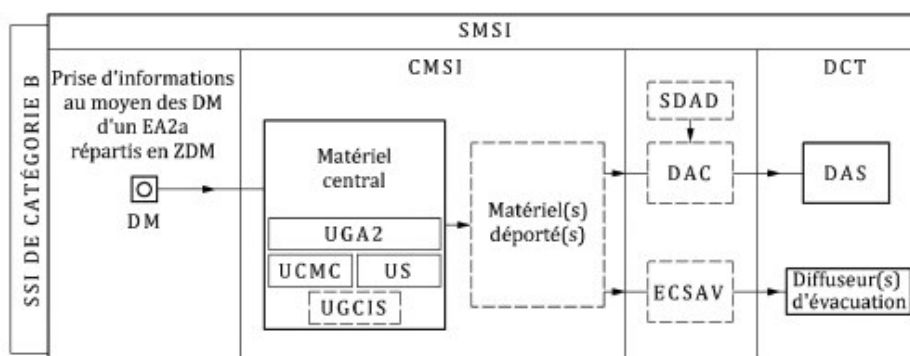 SSI DE CATÉGORIE B
SMSI
Prise d'informations
au moyen des DM
d'un EA2a
répartis en ZDM
DM
CMSI
Matériel
central
UGA2
UCMC
US
UGCIS
Matériel(s)
déporté(s)
SDAD
DAC
ECSAV
DCT
DAS
Diffuseur(s)
d'évacuation